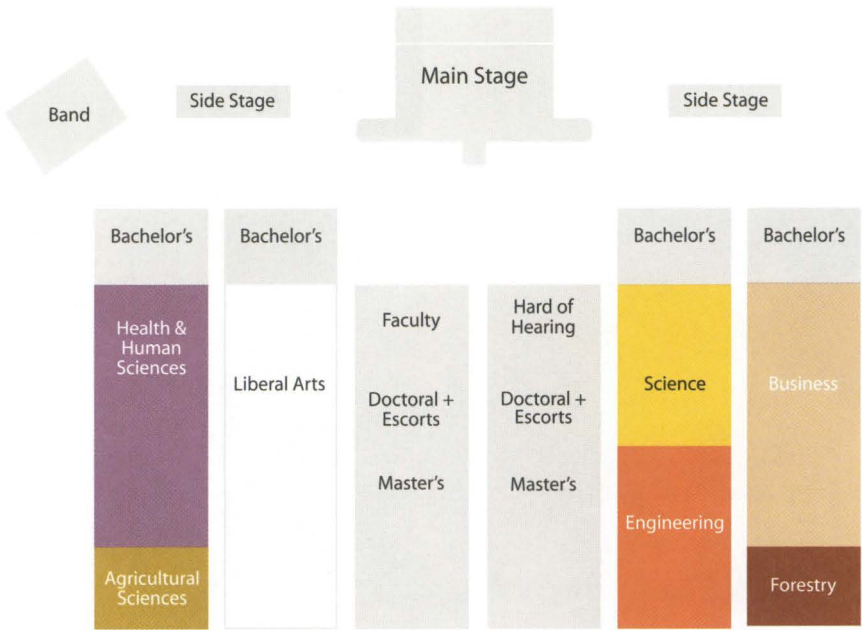 Main Stage
Band
Side Stage
Side Stage
Bachelor's
Bachelor's
Bachelor's
Bachelor's
Health &
Human
Sciences
Agricultural
Sciences
Liberal Arts
Faculty
Doctoral +
Escorts
Master's
Hard of
Hearing
Doctoral +
Escorts
Master's
Science
Engineering
Business
Forestry